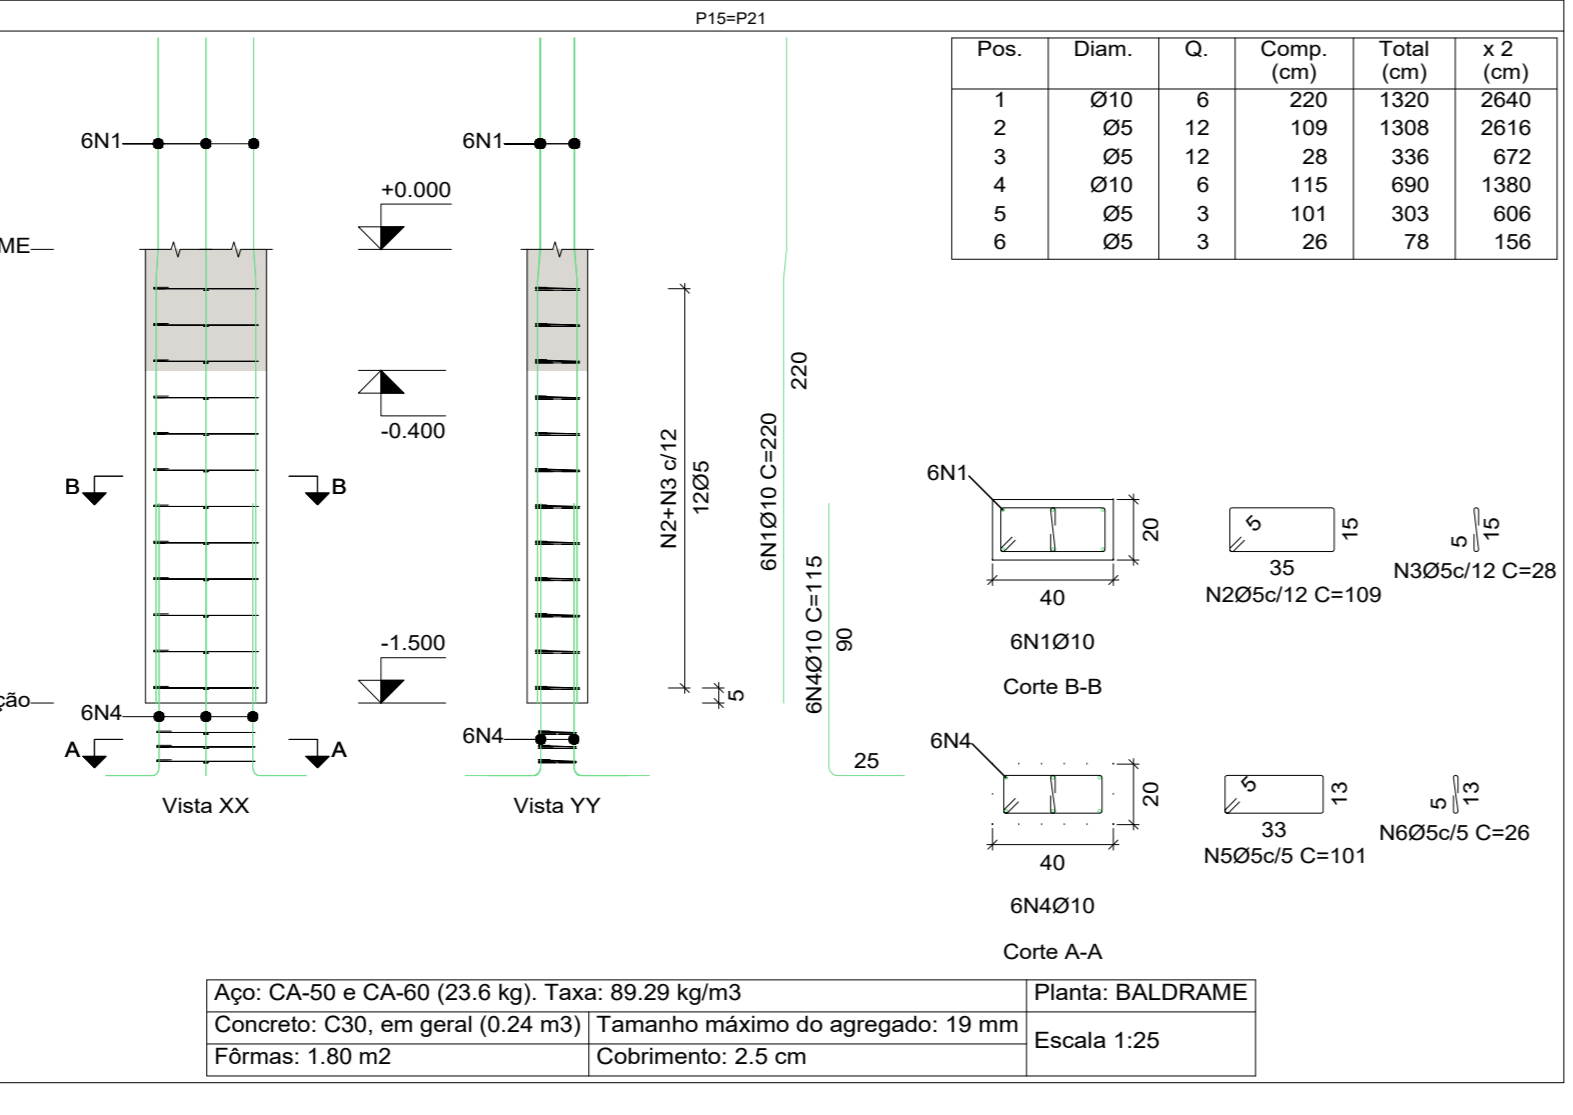 P15=P21
Pos. Diam. Q. Comp. (cm) Total (cm) x 2 (cm)
1 Ø10 6 220 1320 2640
2 Ø5 12 109 1308 2616
3 Ø5 12 28 336 672
4 Ø10 6 115 690 1380
5 Ø5 3 101 303 606
6 Ø5 3 26 78 156
6N1
ME
B B
ção
6N4
A A
Vista XX
+0.000
-0.400
-1.500
6N1
6N4
Vista YY
N2+N3 c/12
12Ø5
5
6N1Ø10 C=220
220
6N4Ø10 C=115
90
25
6N1
20
40
6N1Ø10
Corte B-B
5
15
35
N2Ø5c/12 C=109
5
15
N3Ø5c/12 C=28
6N4
20
40
6N4Ø10
Corte A-A
5
13
33
N5Ø5c/5 C=101
5
13
N6Ø5c/5 C=26
Aço: CA-50 e CA-60 (23.6 kg). Taxa: 89.29 kg/m3
Planta: BALDRAME
Concreto: C30, em geral (0.24 m3)
Tamanho máximo do agregado: 19 mm
Escala 1:25
Fôrmas: 1.80 m2
Cobrimento: 2.5 cm